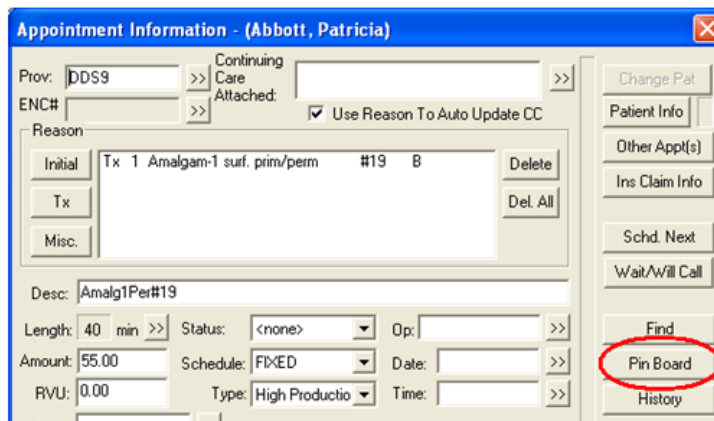 Appointment Information - (Abbott, Patricia)
Prov: DDS9 >> Continuing Care Attached: >>
ENC# >>
Use Reason To Auto Update CC
Reason
Initial Tx 1 Amalgam-1 surf. prim/perm #19 B Delete
Tx Del. All
Misc.
Desc: Amalg1Per#19
Length: 40 min >> Status: <none> Op: >>
Amount: 55.00 Schedule: FIXED Date: >>
RVU: 0.00 Type: High Productio Time: >>
Change Pat
Patient Info
Other Appt(s)
Ins Claim Info
Schd. Next
Wait/Will Call
Find
Pin Board
History